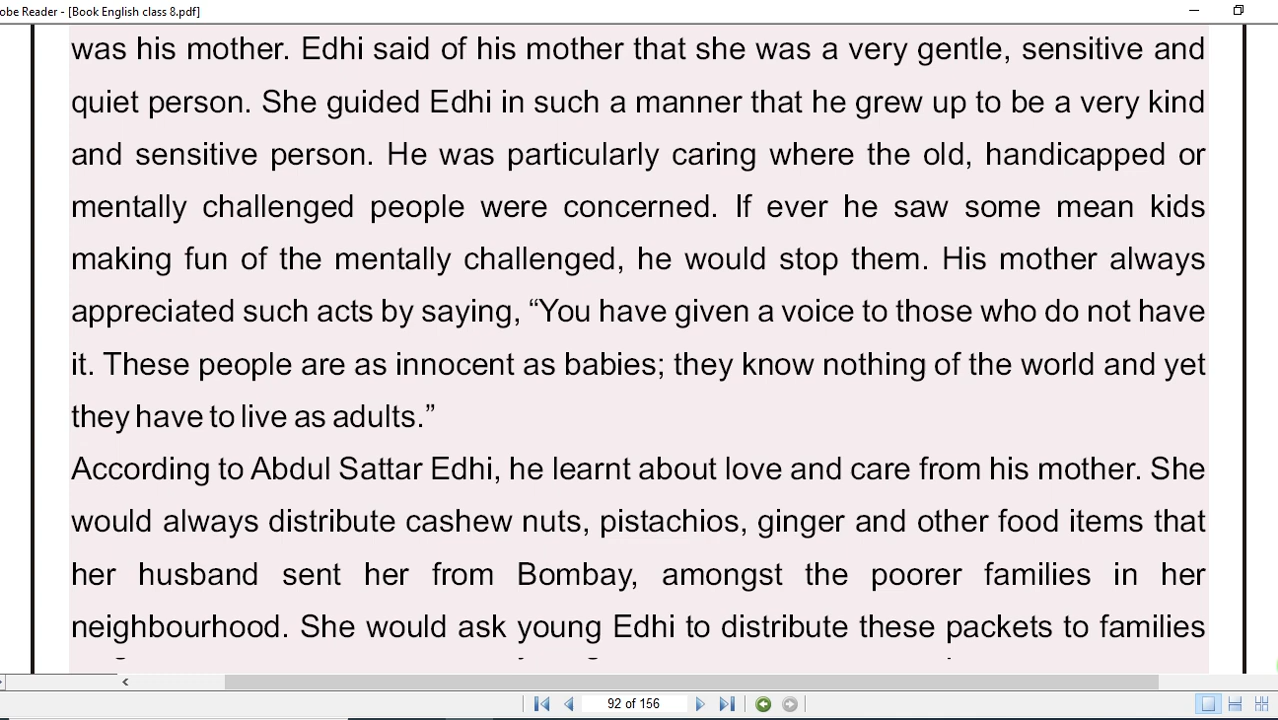 obe Reader - [Book English class 8.pdf]
was his mother. Edhi said of his mother that she was a very gentle, sensitive and
quiet person. She guided Edhi in such a manner that he grew up to be a very kind
and sensitive person. He was particularly caring where the old, handicapped or
mentally challenged people were concerned. If ever he saw some mean kids
making fun of the mentally challenged, he would stop them. His mother always
appreciated such acts by saying, “You have given a voice to those who do not have
it. These people are as innocent as babies; they know nothing of the world and yet
they have to live as adults.”
According to Abdul Sattar Edhi, he learnt about love and care from his mother. She
would always distribute cashew nuts, pistachios, ginger and other food items that
her husband sent her from Bombay, amongst the poorer families in her
neighbourhood. She would ask young Edhi to distribute these packets to families
92 of 156